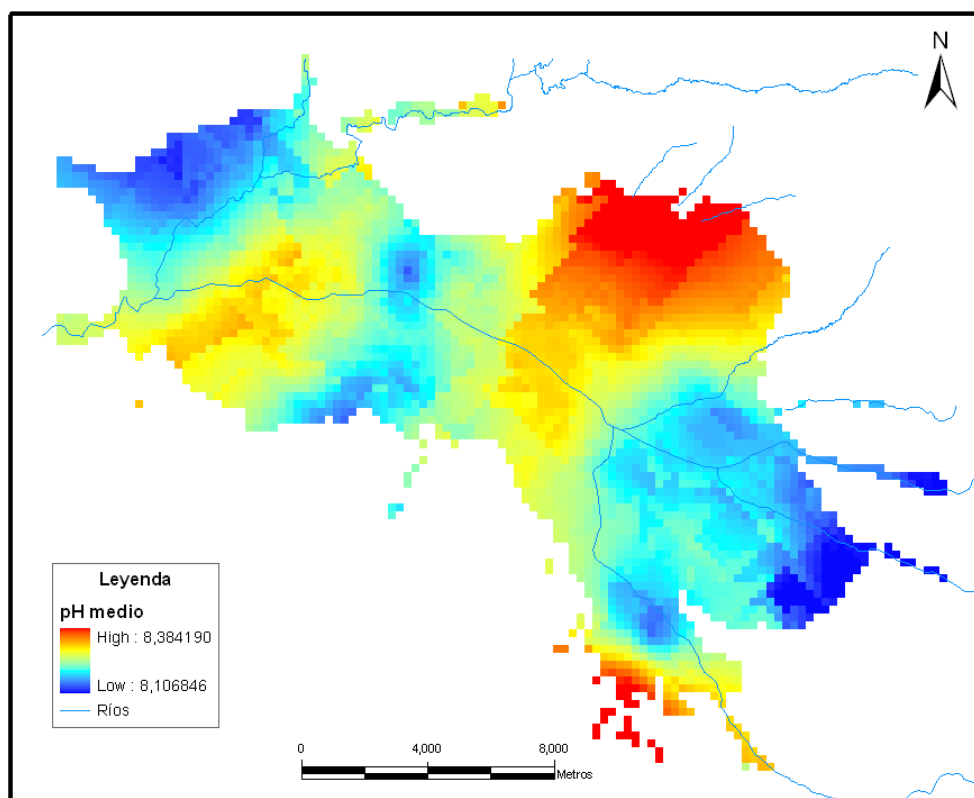 N
Leyenda
pH medio
High : 8,384190
Low : 8,106846
Ríos
0 4,000 8,000
Metros